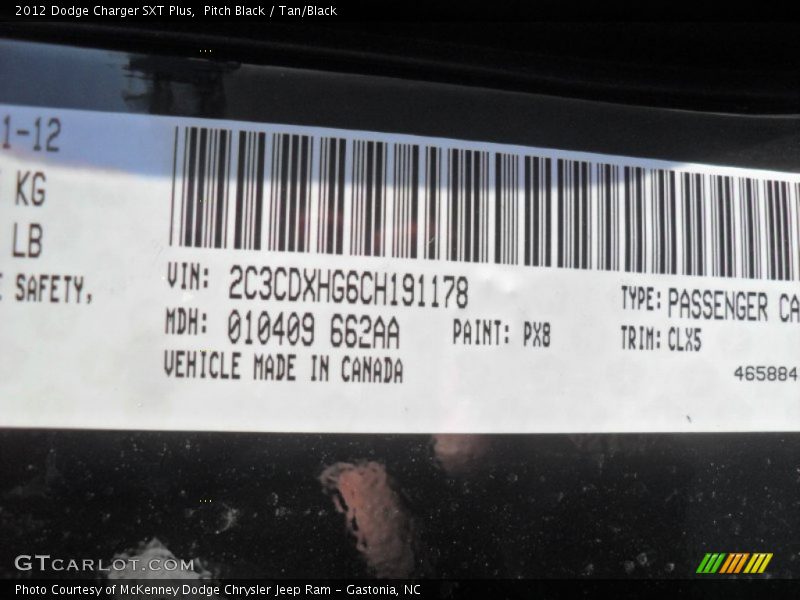 2012 Dodge Charger SXT Plus, Pitch Black / Tan/Black
1-12
KG
LB
SAFETY,
VIN: 2C3CDXHG6CH191178
MDH: 010409 662AA
PAINT: PX8
VEHICLE MADE IN CANADA
TYPE: PASSENGER CA
TRIM: CLX5
465884
GTCARLOT.COM
Photo Courtesy of McKenney Dodge Chrysler Jeep Ram - Gastonia, NC